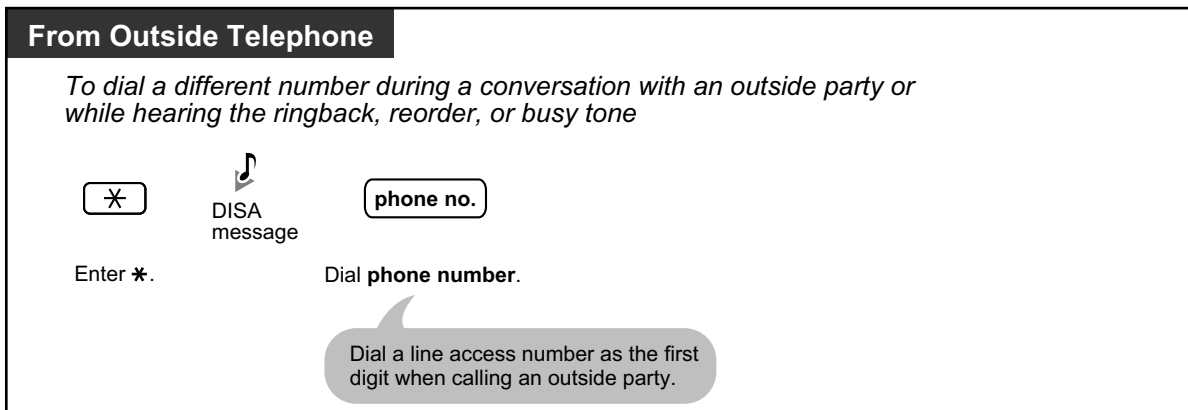 From Outside Telephone
To dial a different number during a conversation with an outside party or
while hearing the ringback, reorder, or busy tone
phone no.
DISA
message
Enter ✱.
Dial phone number.
Dial a line access number as the first
digit when calling an outside party.